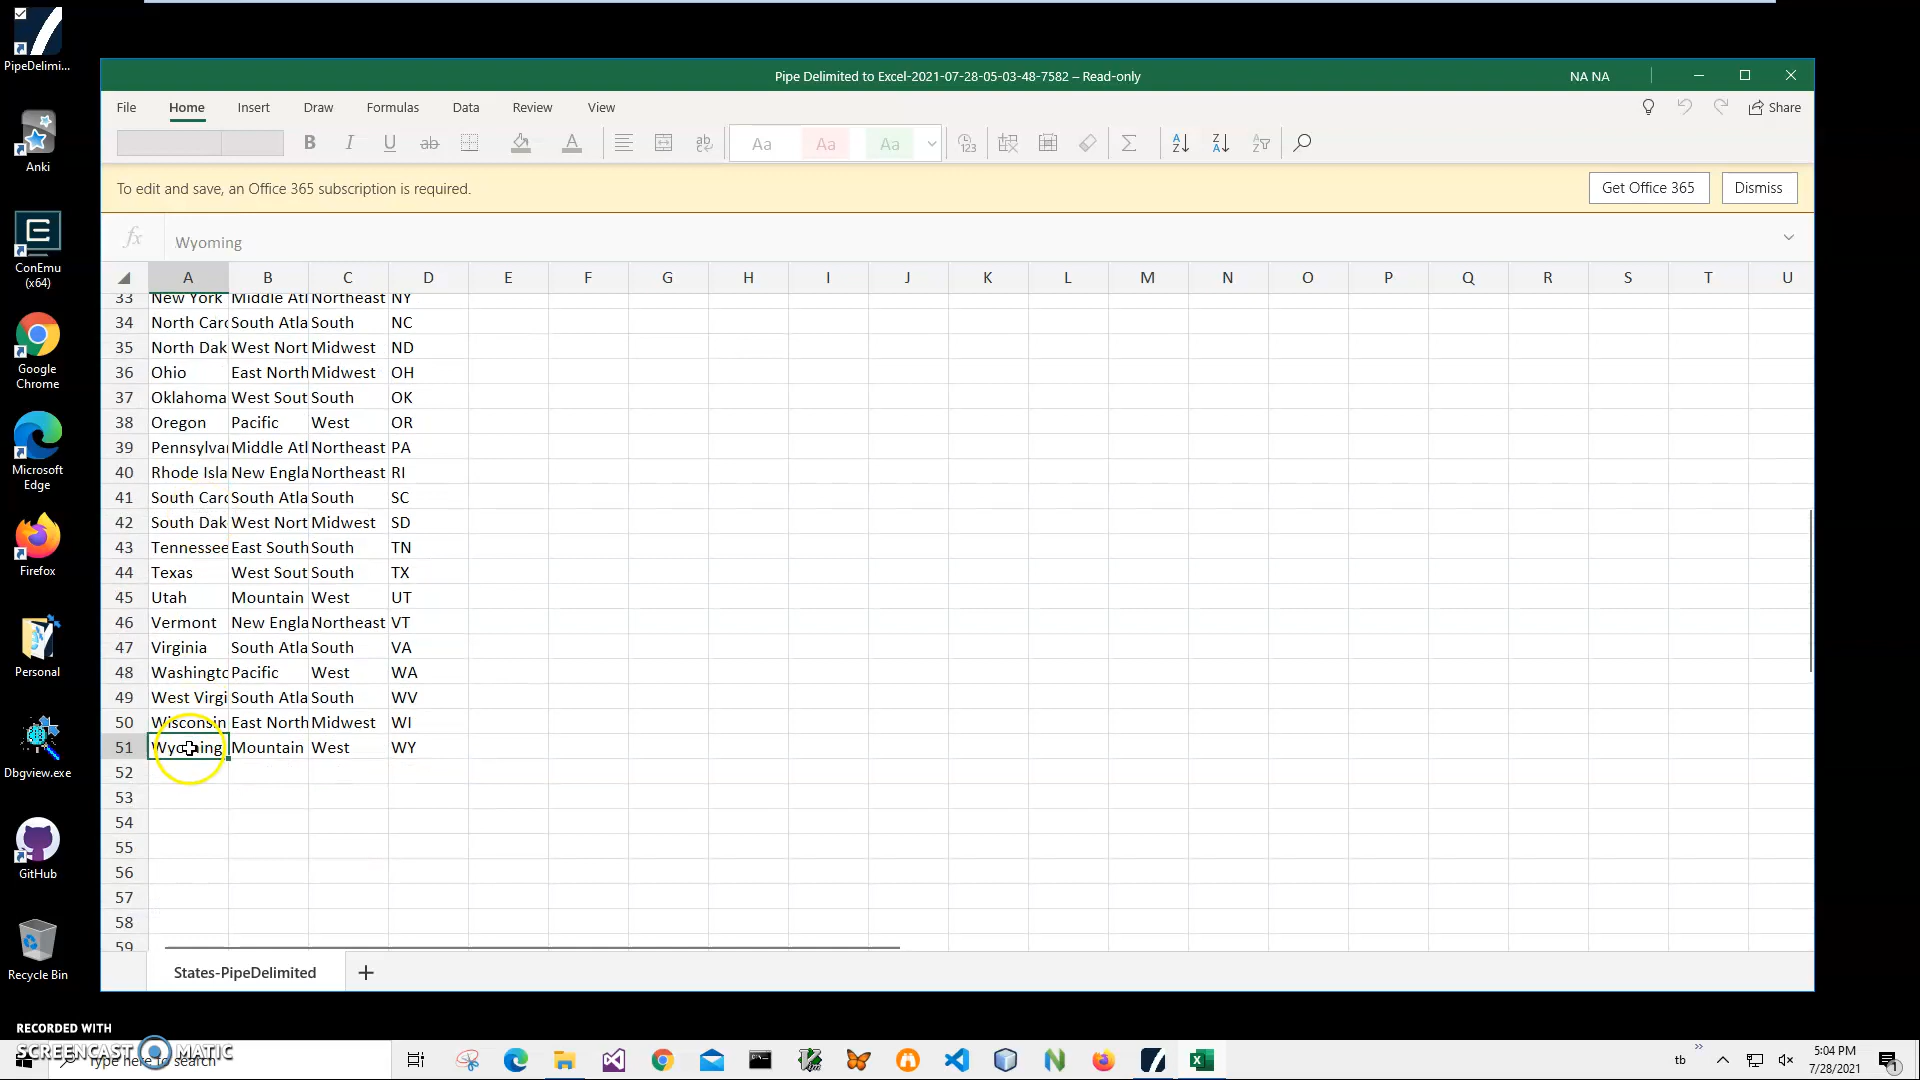 PipeDelimi...
Anki
ConEmu
(x64)
Google
Chrome
Microsoft
Edge
Firefox
Personal
Dbgview.exe
GitHub
Recycle Bin
Pipe Delimited to Excel-2021-07-28-05-03-48-7582 – Read-only
NA NA
File Home Insert Draw Formulas Data Review View
Share
To edit and save, an Office 365 subscription is required.
Get Office 365
Dismiss
fx Wyoming
A B C D E F G H I J K L M N O P Q R S T U
33 New York Middle Atl Northeast NY
34 North Carc South Atla South NC
35 North Dak West Nort Midwest ND
36 Ohio East North Midwest OH
37 Oklahoma West Sout South OK
38 Oregon Pacific West OR
39 Pennsylva Middle Atl Northeast PA
40 Rhode Isla New Engla Northeast RI
41 South Carc South Atla South SC
42 South Dak West Nort Midwest SD
43 Tennessee East South South TN
44 Texas West Sout South TX
45 Utah Mountain West UT
46 Vermont New Engla Northeast VT
47 Virginia South Atla South VA
48 Washingtc Pacific West WA
49 West Virgi South Atla South WV
50 Wisconsin East North Midwest WI
51 Wyoming Mountain West WY
52
53
54
55
56
57
58
59
States-PipeDelimited
RECORDED WITH
SCREENCAST MATIC
Type here to search
tb
5:04 PM
7/28/2021